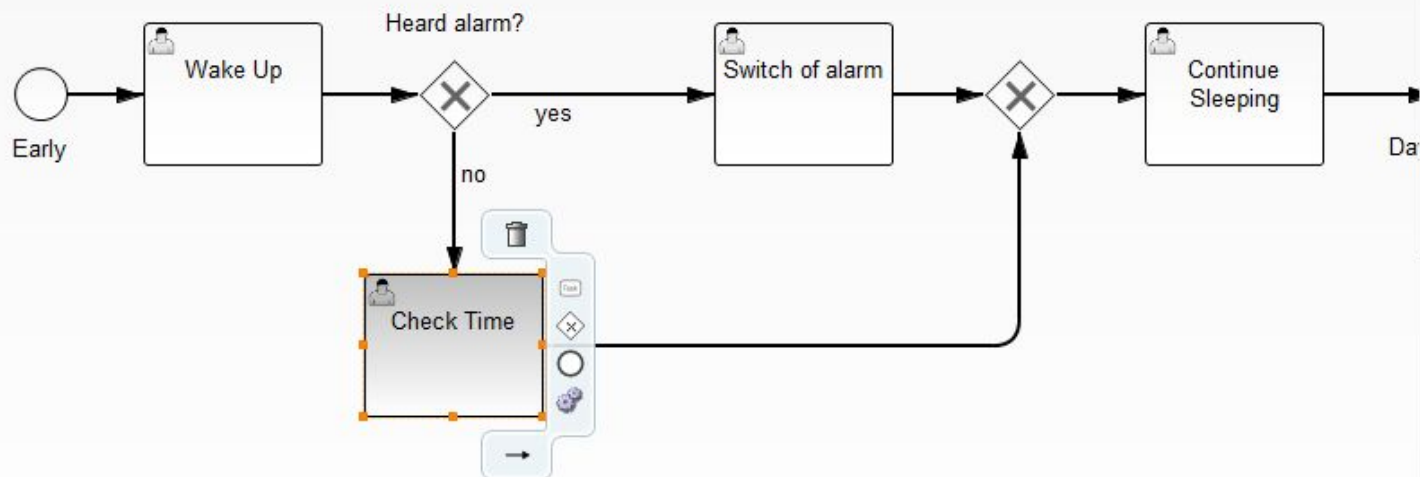 Heard alarm?
Wake Up
Switch of alarm
Continue
Sleeping
yes
Early
no
Check Time